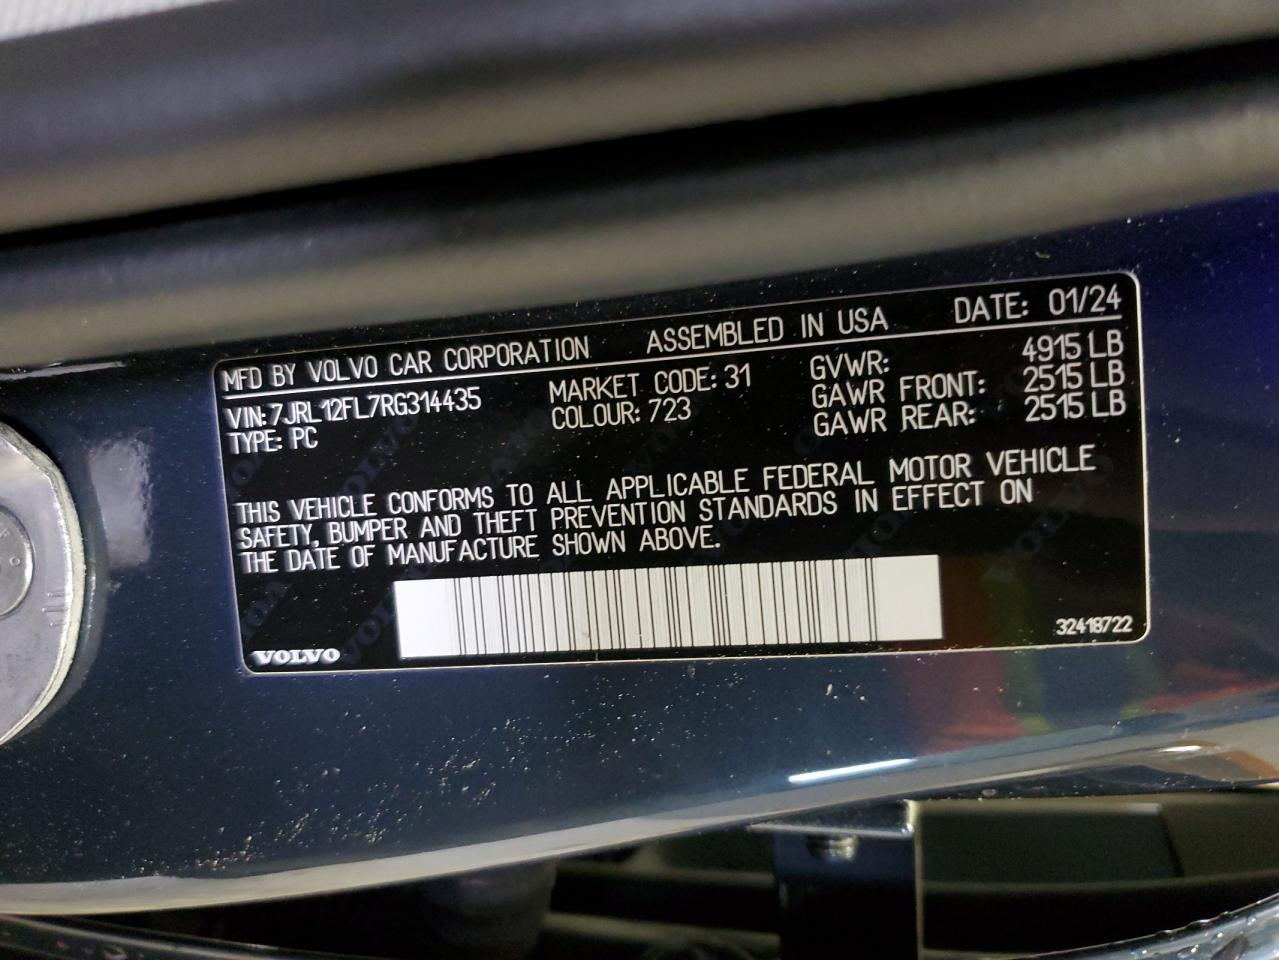 MFD BY VOLVO CAR CORPORATION ASSEMBLED IN USA DATE: 01/24
VIN: 7JRL12FL7RG314435 MARKET CODE: 31 GVWR: 4915 LB
TYPE: PC COLOUR: 723 GAWR FRONT: 2515 LB
GAWR REAR: 2515 LB
THIS VEHICLE CONFORMS TO ALL APPLICABLE FEDERAL MOTOR VEHICLE
SAFETY, BUMPER AND THEFT PREVENTION STANDARDS IN EFFECT ON
THE DATE OF MANUFACTURE SHOWN ABOVE.
VOLVO 32418722